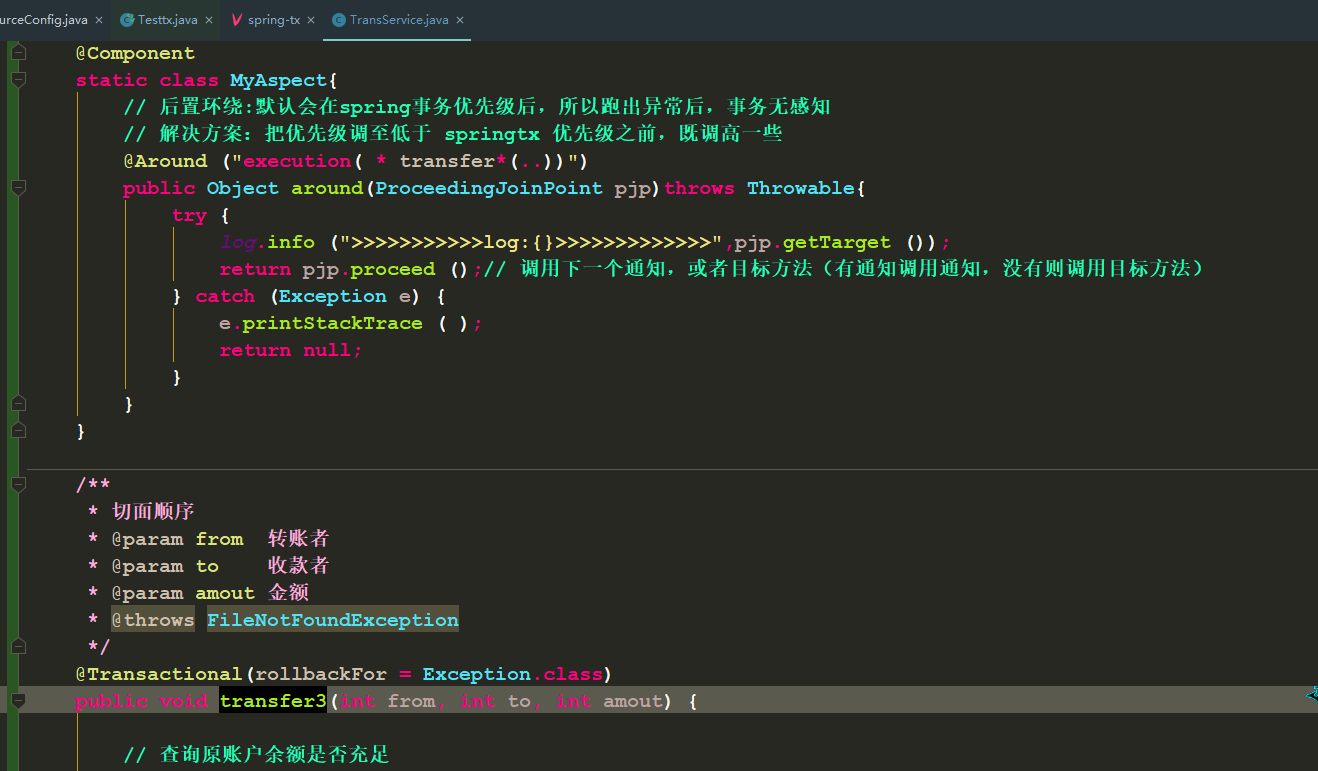 urceConfig.java × Testtx.java × spring-tx × TransService.java ×
@Component
static class MyAspect{
// 后置环绕:默认会在spring事务优先级后，所以跑出异常后，事务无感知
// 解决方案：把优先级调至低于 springtx 优先级之前，既调高一些
@Around ("execution( * transfer*(..))")
public Object around(ProceedingJoinPoint pjp)throws Throwable{
try {
log.info (">>>>>>>>>>>log:{}>>>>>>>>>>>>>",pjp.getTarget ());
return pjp.proceed ();// 调用下一个通知，或者目标方法（有通知调用通知，没有则调用目标方法）
} catch (Exception e) {
e.printStackTrace ( );
return null;
}
}
}
/**
* 切面顺序
* @param from 转账者
* @param to 收款者
* @param amout 金额
* @throws FileNotFoundException
*/
@Transactional(rollbackFor = Exception.class)
public void transfer3(int from, int to, int amout) {
// 查询原账户余额是否充足